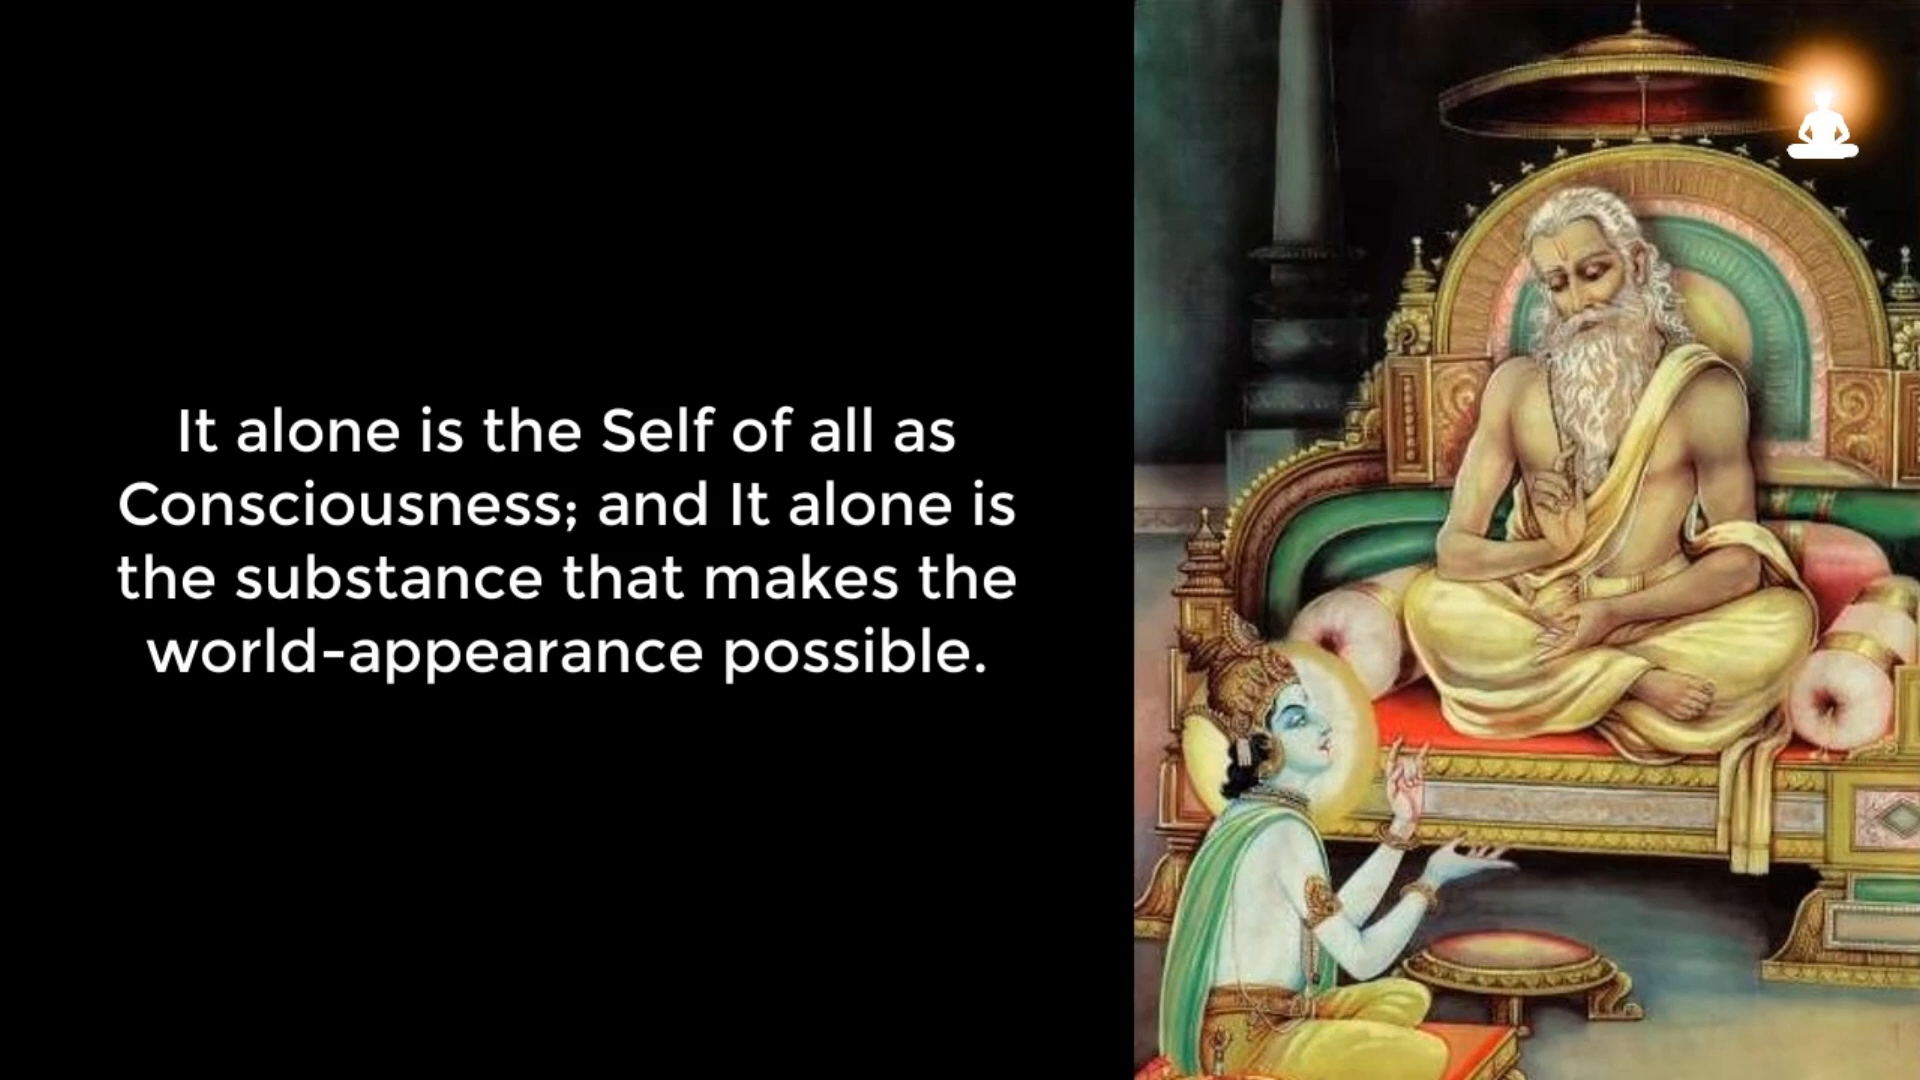 It alone is the Self of all as
Consciousness; and It alone is
the substance that makes the
world-appearance possible.